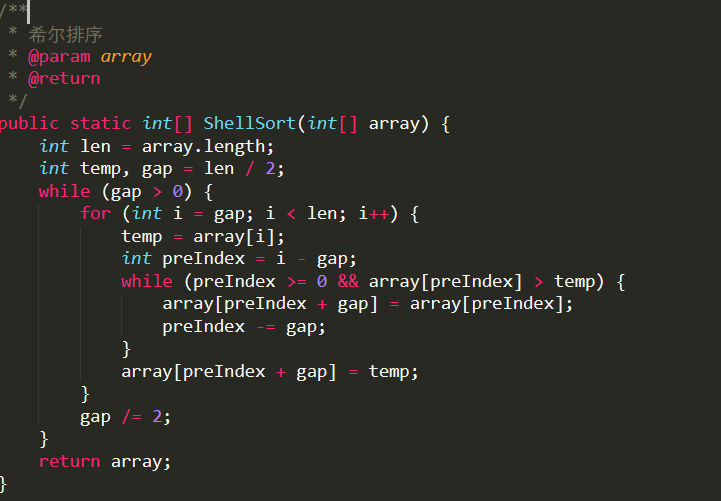 /**
 * 希尔排序
 * @param array
 * @return
 */
public static int[] ShellSort(int[] array) {
    int len = array.length;
    int temp, gap = len / 2;
    while (gap > 0) {
        for (int i = gap; i < len; i++) {
            temp = array[i];
            int preIndex = i - gap;
            while (preIndex >= 0 && array[preIndex] > temp) {
                array[preIndex + gap] = array[preIndex];
                preIndex -= gap;
            }
            array[preIndex + gap] = temp;
        }
        gap /= 2;
    }
    return array;
}